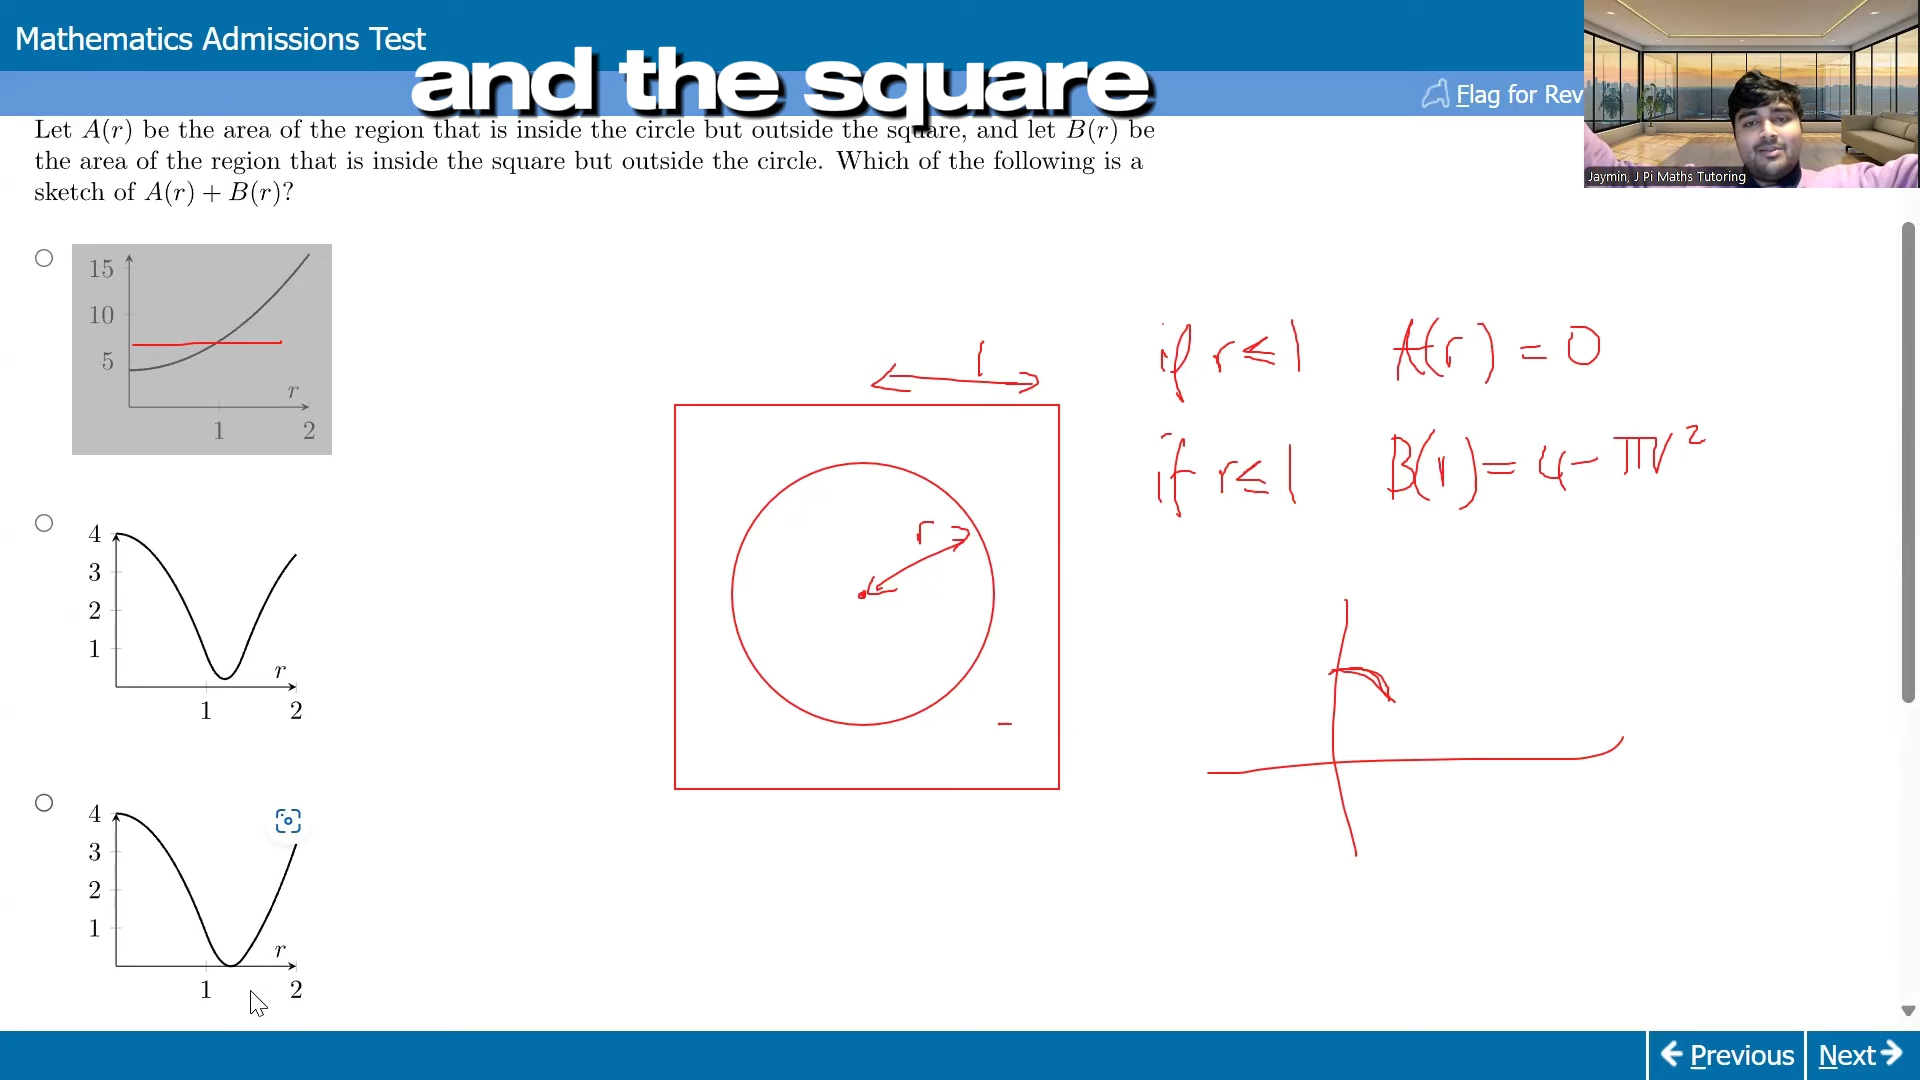 Mathematics Admissions Test
and the square
Flag for Rev
Jaymin, J Pi Maths Tutoring
Let A(r) be the area of the region that is inside the circle but outside the square, and let B(r) be
the area of the region that is inside the square but outside the circle. Which of the following is a
sketch of A(r) + B(r)?
15
10
5
r
1 2
4
3
2
1
r
1 2
4
3
2
1
r
1 2
1
r
if r ≤ 1 A(r) = 0
if r ≤ 1 B(r) = 4 - πr²
Previous
Next